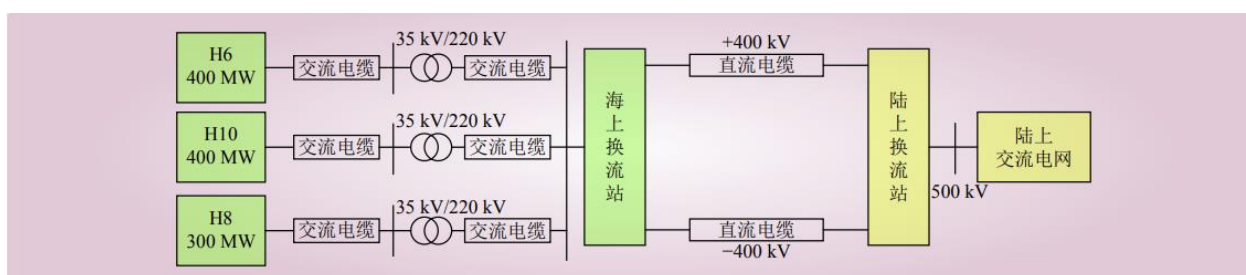 H6
400 MW
交流电缆
35 kV/220 kV
交流电缆
H10
400 MW
交流电缆
35 kV/220 kV
交流电缆
H8
300 MW
交流电缆
35 kV/220 kV
交流电缆
海上换流站
+400 kV
直流电缆
直流电缆
−400 kV
陆上换流站
500 kV
陆上
交流电网